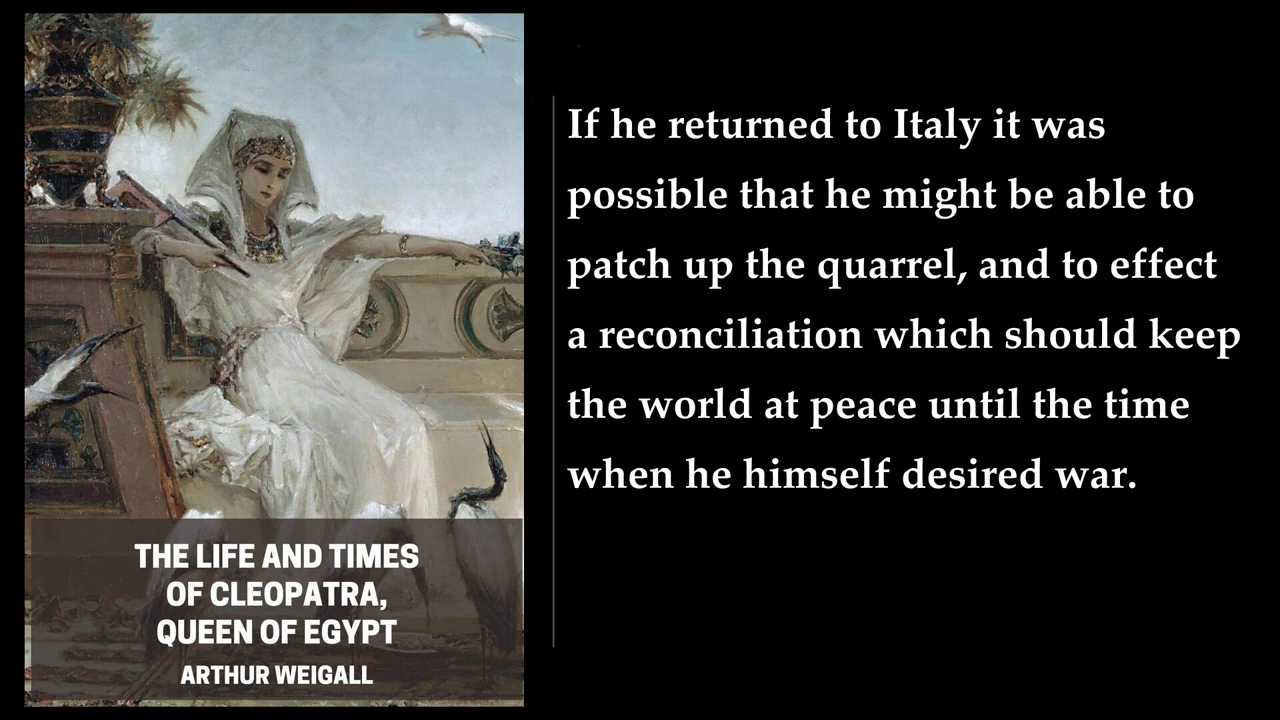 THE LIFE AND TIMES
OF CLEOPATRA,
QUEEN OF EGYPT
ARTHUR WEIGALL
If he returned to Italy it was
possible that he might be able to
patch up the quarrel, and to effect
a reconciliation which should keep
the world at peace until the time
when he himself desired war.